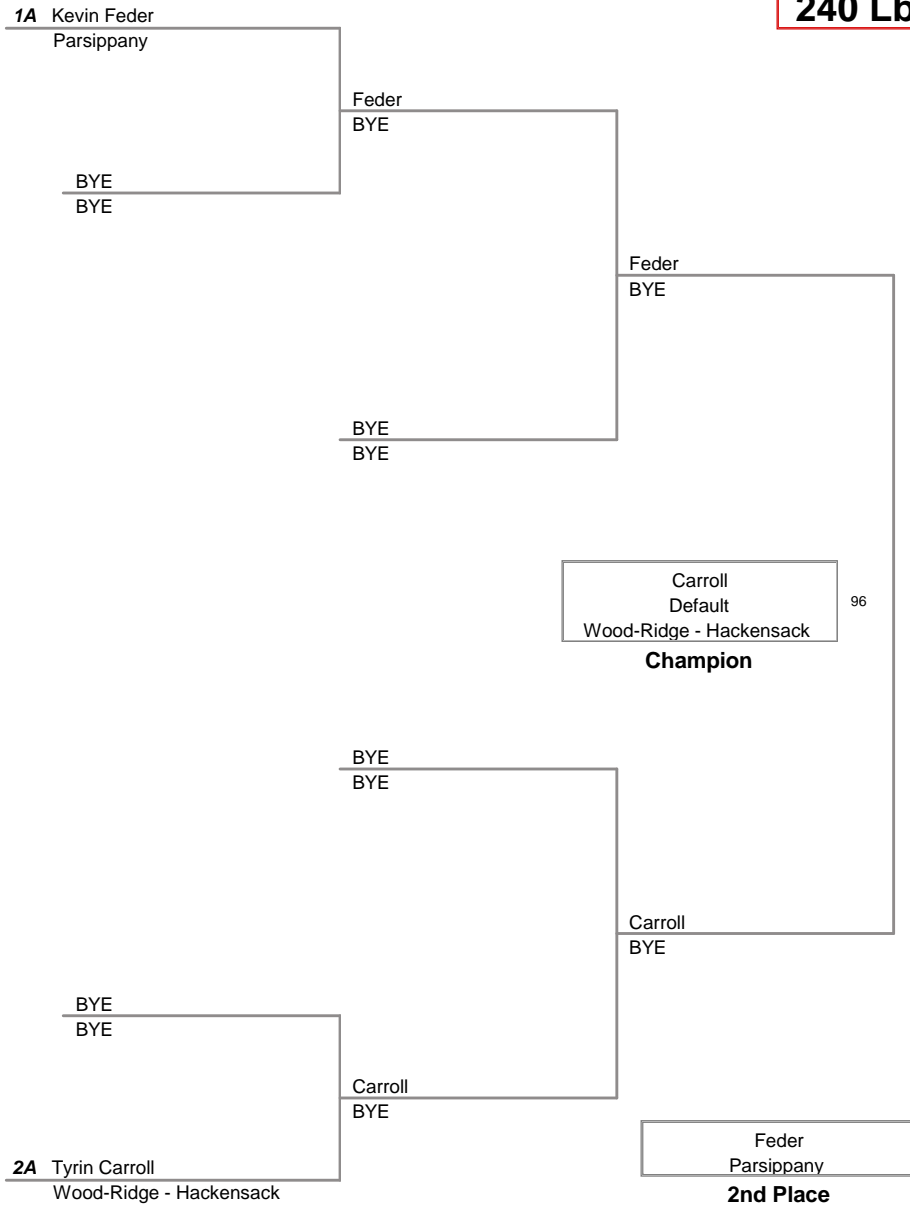 240 Lb
1A Kevin Feder
Parsippany
Feder
BYE
BYE
BYE
Feder
BYE
BYE
BYE
Carroll
Default
Wood-Ridge - Hackensack
96
Champion
BYE
BYE
Carroll
BYE
BYE
BYE
Carroll
BYE
2A Tyrin Carroll
Wood-Ridge - Hackensack
Feder
Parsippany
2nd Place